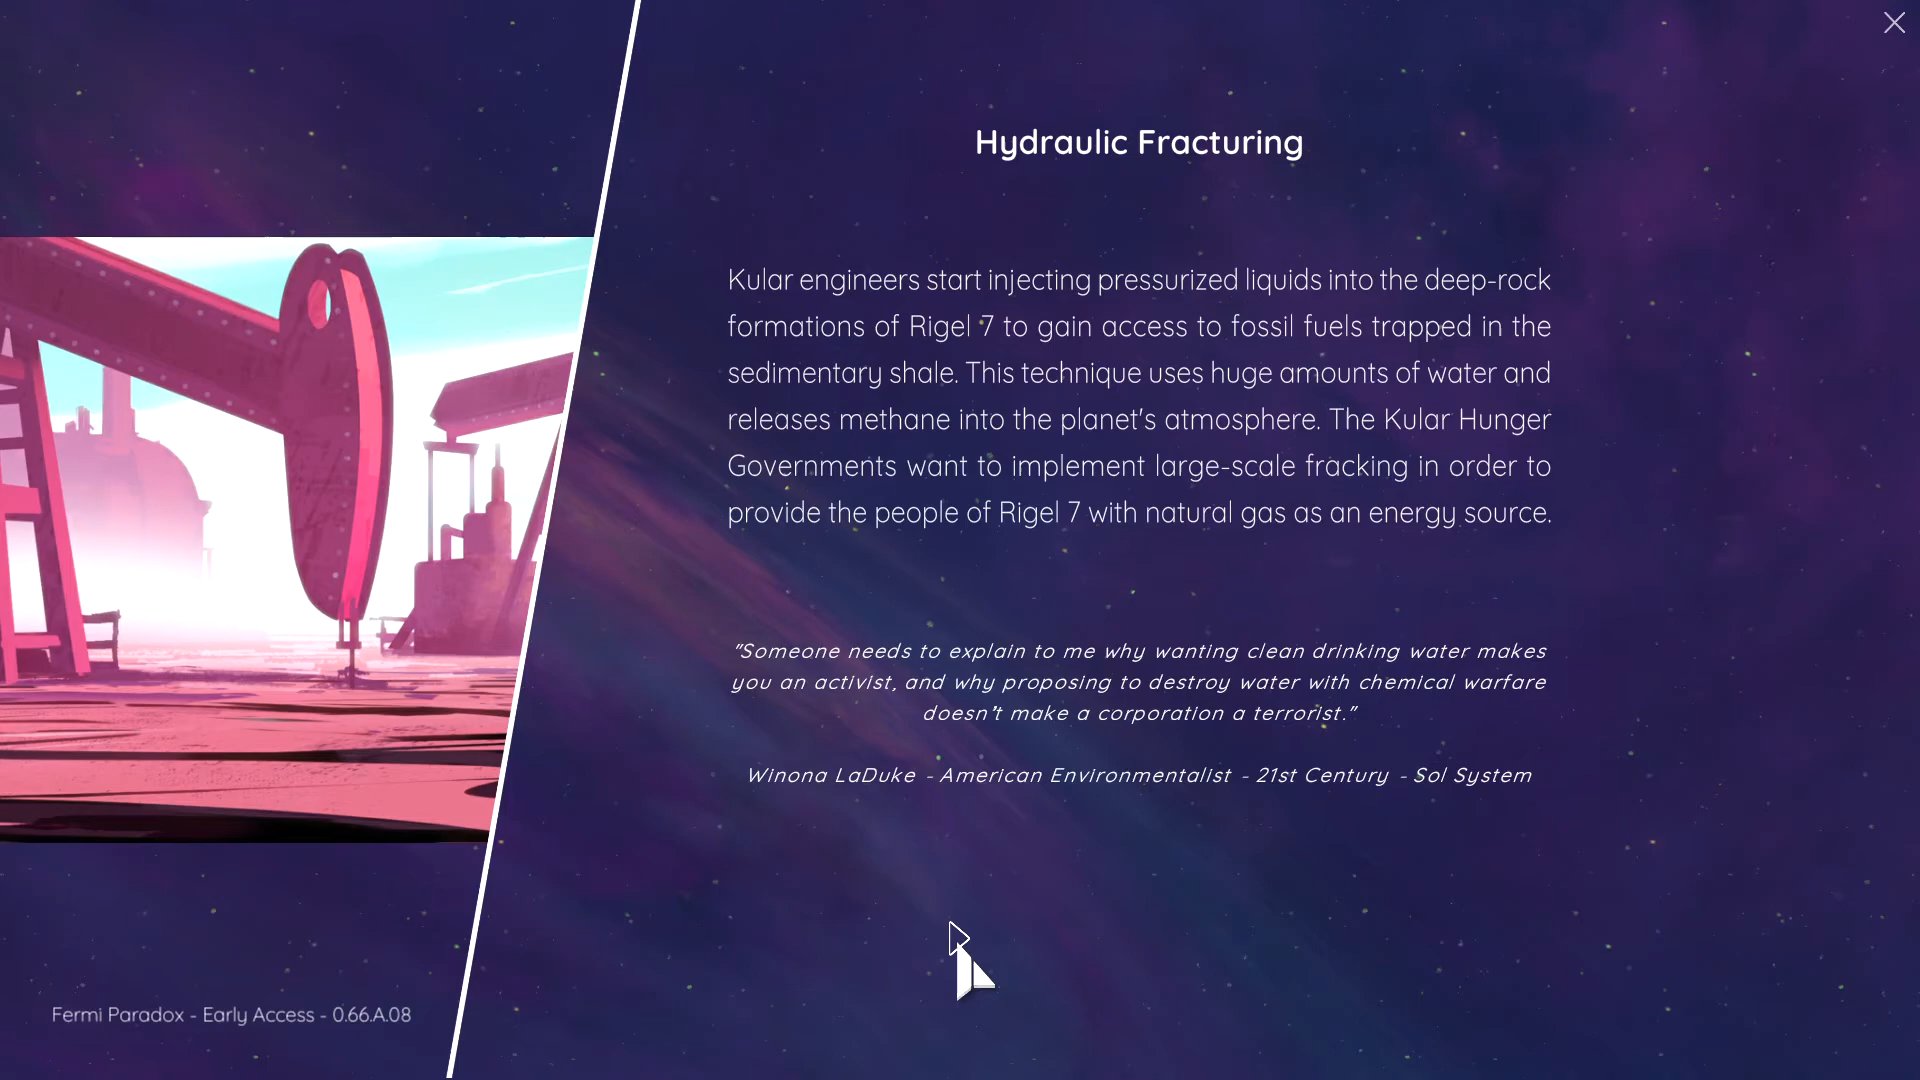 Hydraulic Fracturing
Kular engineers start injecting pressurized liquids into the deep-rock
formations of Rigel 7 to gain access to fossil fuels trapped in the
sedimentary shale. This technique uses huge amounts of water and
releases methane into the planet's atmosphere. The Kular Hunger
Governments want to implement large-scale fracking in order to
provide the people of Rigel 7 with natural gas as an energy source.
"Someone needs to explain to me why wanting clean drinking water makes
you an activist, and why proposing to destroy water with chemical warfare
doesn't make a corporation a terrorist."
Winona LaDuke - American Environmentalist - 21st Century - Sol System
Fermi Paradox - Early Access - 0.66.A.08